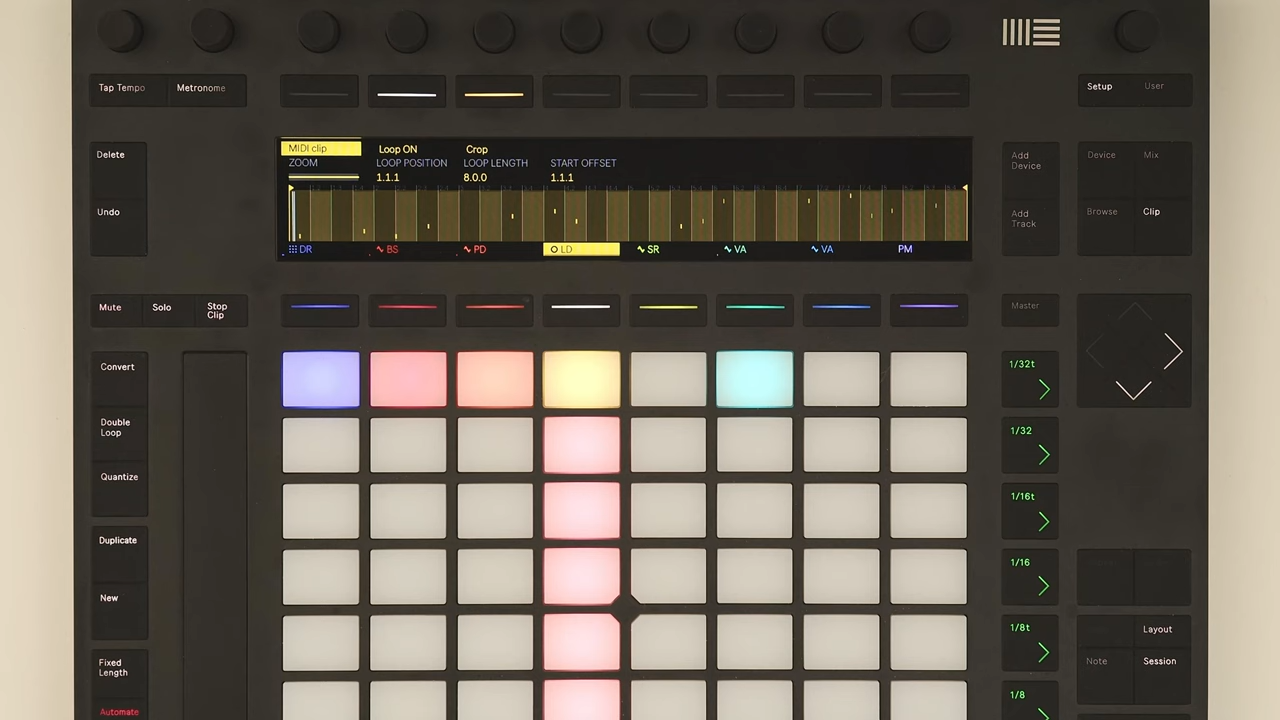 Tap Tempo
Metronome
Setup
User
MIDI clip
Loop ON
Crop
ZOOM
LOOP POSITION
LOOP LENGTH
START OFFSET
1.1.1
8.0.0
1.1.1
Delete
Undo
Add
Device
Add
Track
Device
Mix
Browse
Clip
DR
BS
PD
LD
SR
VA
VA
PM
Mute
Solo
Stop
Clip
Master
Convert
Double
Loop
Quantize
Duplicate
New
Fixed
Length
Automate
1/32t
1/32
1/16t
1/16
1/8t
1/8
Layout
Note
Session